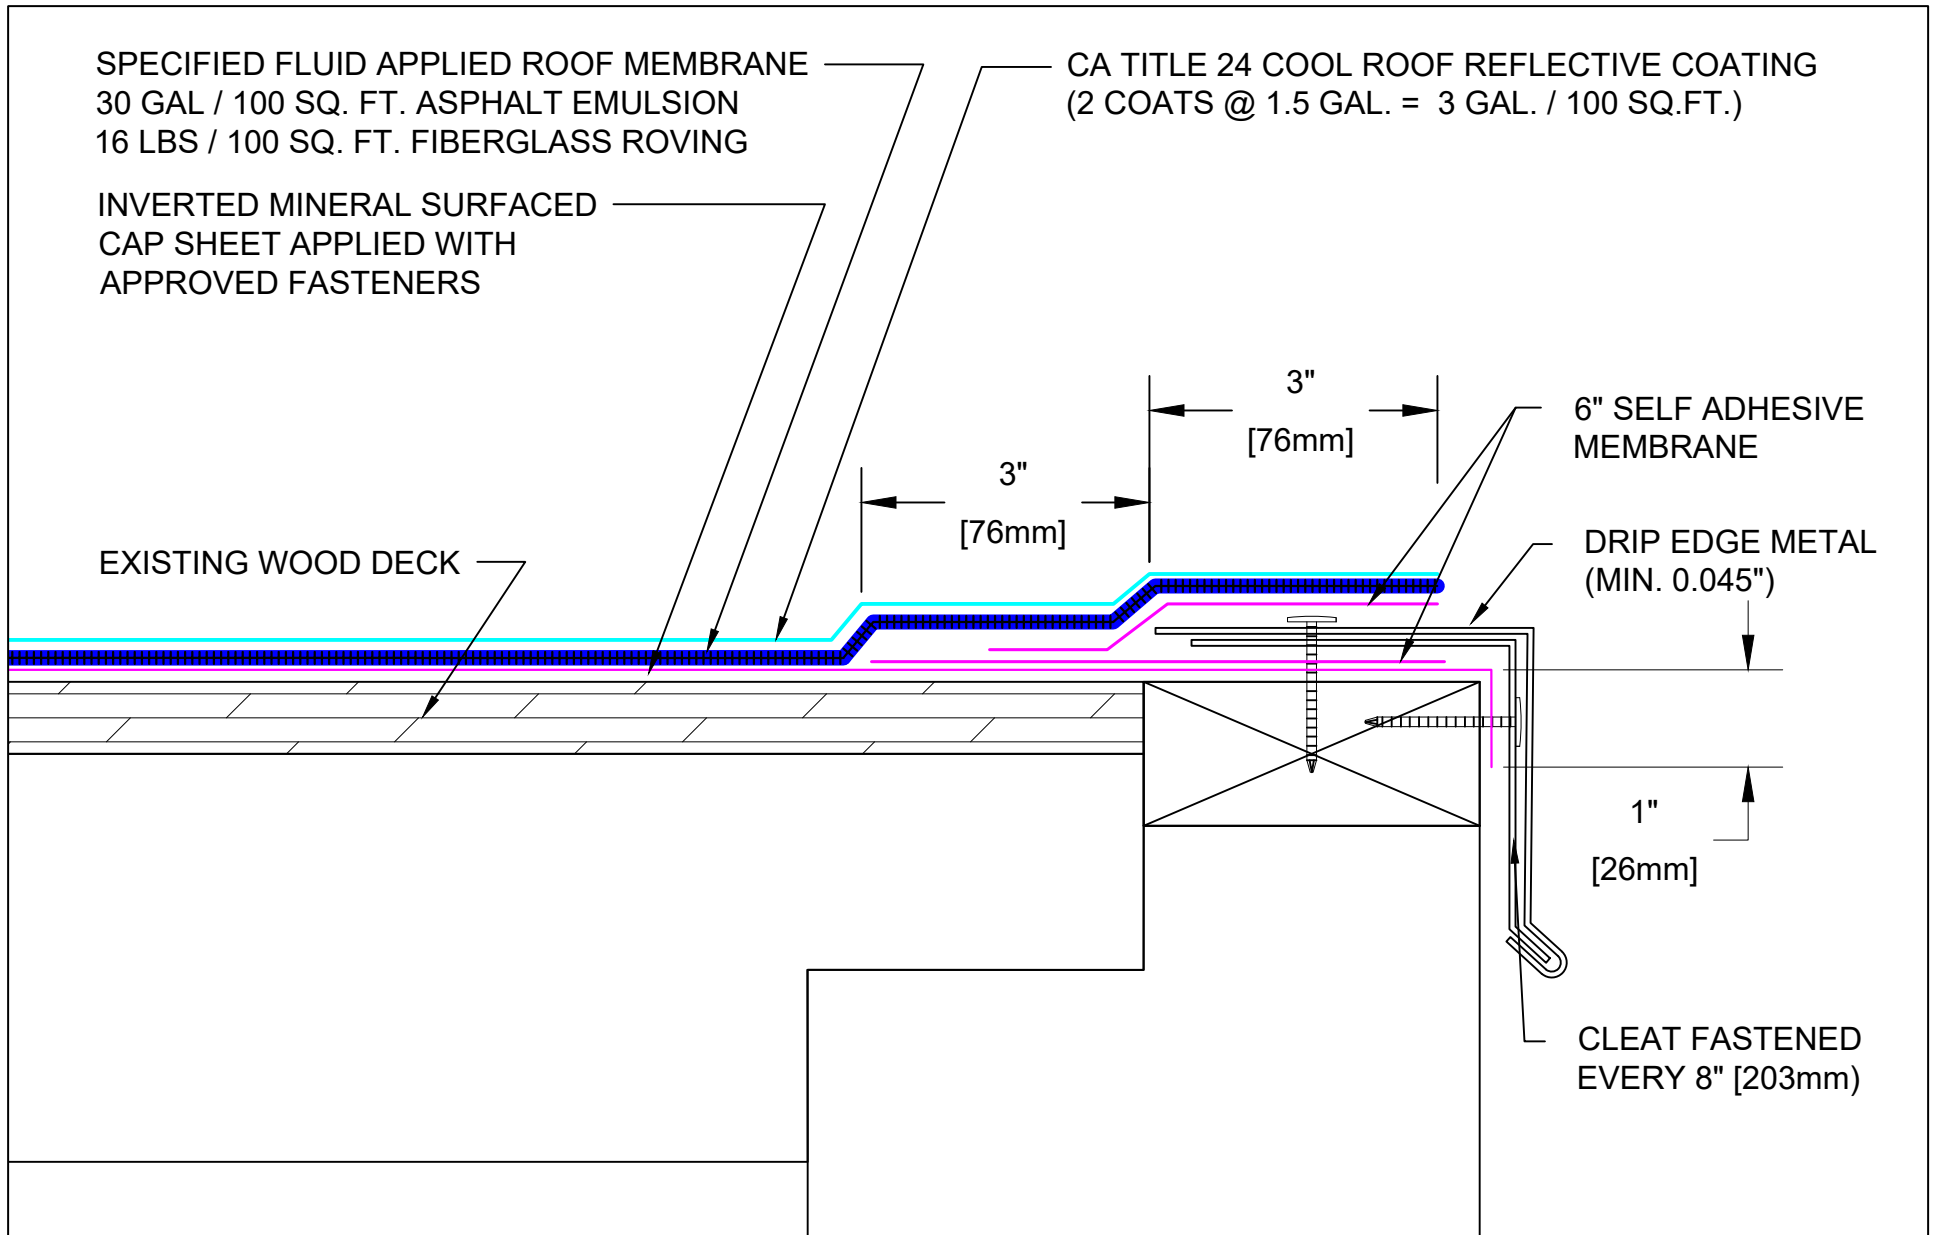 SPECIFIED FLUID APPLIED ROOF MEMBRANE
30 GAL / 100 SQ. FT. ASPHALT EMULSION
16 LBS / 100 SQ. FT. FIBERGLASS ROVING
CA TITLE 24 COOL ROOF REFLECTIVE COATING
(2 COATS @ 1.5 GAL. = 3 GAL. / 100 SQ.FT.)
INVERTED MINERAL SURFACED
CAP SHEET APPLIED WITH
APPROVED FASTENERS
3"
[76mm]
6" SELF ADHESIVE
MEMBRANE
3"
[76mm]
EXISTING WOOD DECK
DRIP EDGE METAL
(MIN. 0.045")
1"
[26mm]
CLEAT FASTENED
EVERY 8" [203mm)